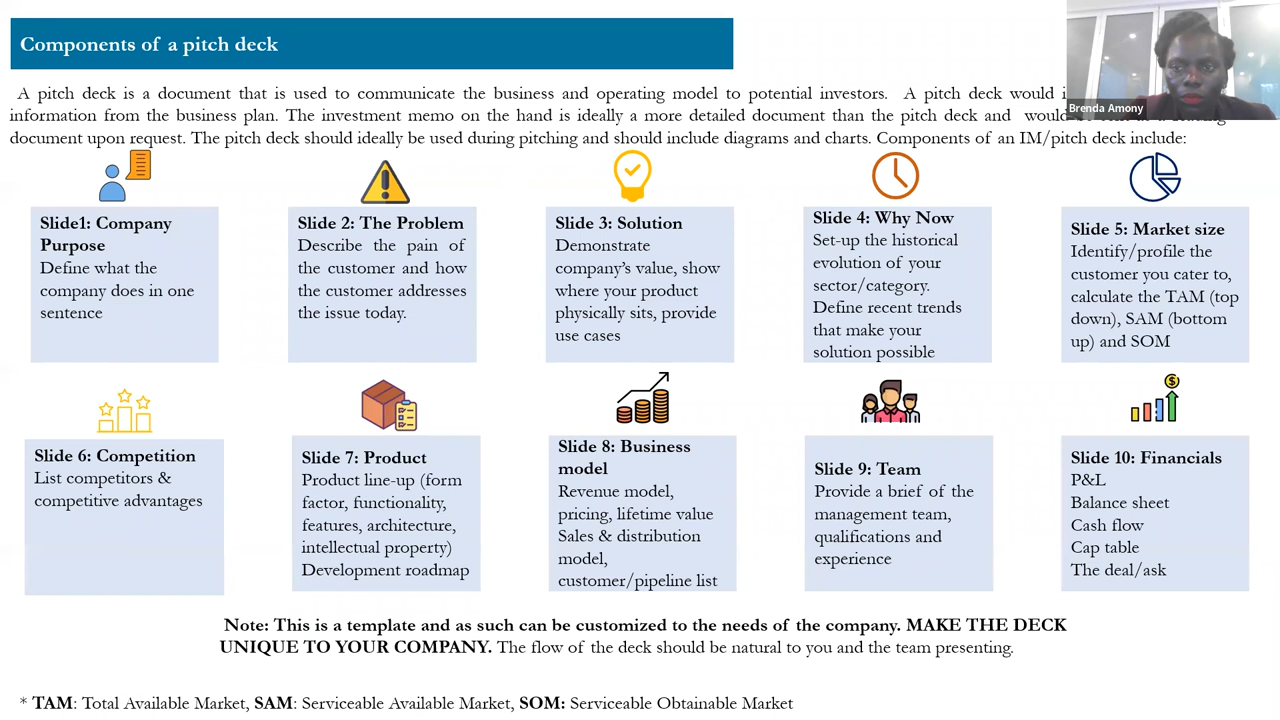 Components of a pitch deck
A pitch deck is a document that is used to communicate the business and operating model to potential investors. A pitch deck would
information from the business plan. The investment memo on the hand is ideally a more detailed document than the pitch deck and
document upon request. The pitch deck should ideally be used during pitching and should include diagrams and charts. Components of an IM/pitch deck include:
Brenda Amony
Slide1: Company
Purpose
Define what the
company does in one
sentence
Slide 2: The Problem
Describe the pain of
the customer and how
the customer addresses
the issue today.
Slide 3: Solution
Demonstrate
company's value, show
where your product
physically sits, provide
use cases
Slide 4: Why Now
Set-up the historical
evolution of your
sector/category.
Define recent trends
that make your
solution possible
Slide 5: Market size
Identify/profile the
customer you cater to,
calculate the TAM (top
down), SAM (bottom
up) and SOM
Slide 6: Competition
List competitors &
competitive advantages
Slide 7: Product
Product line-up (form
factor, functionality,
features, architecture,
intellectual property)
Development roadmap
Slide 8: Business
model
Revenue model,
pricing, lifetime value
Sales & distribution
model,
customer/pipeline list
Slide 9: Team
Provide a brief of the
management team,
qualifications and
experience
Slide 10: Financials
P&L
Balance sheet
Cash flow
Cap table
The deal/ask
Note: This is a template and as such can be customized to the needs of the company. MAKE THE DECK
UNIQUE TO YOUR COMPANY. The flow of the deck should be natural to you and the team presenting.
* TAM: Total Available Market, SAM: Serviceable Available Market, SOM: Serviceable Obtainable Market